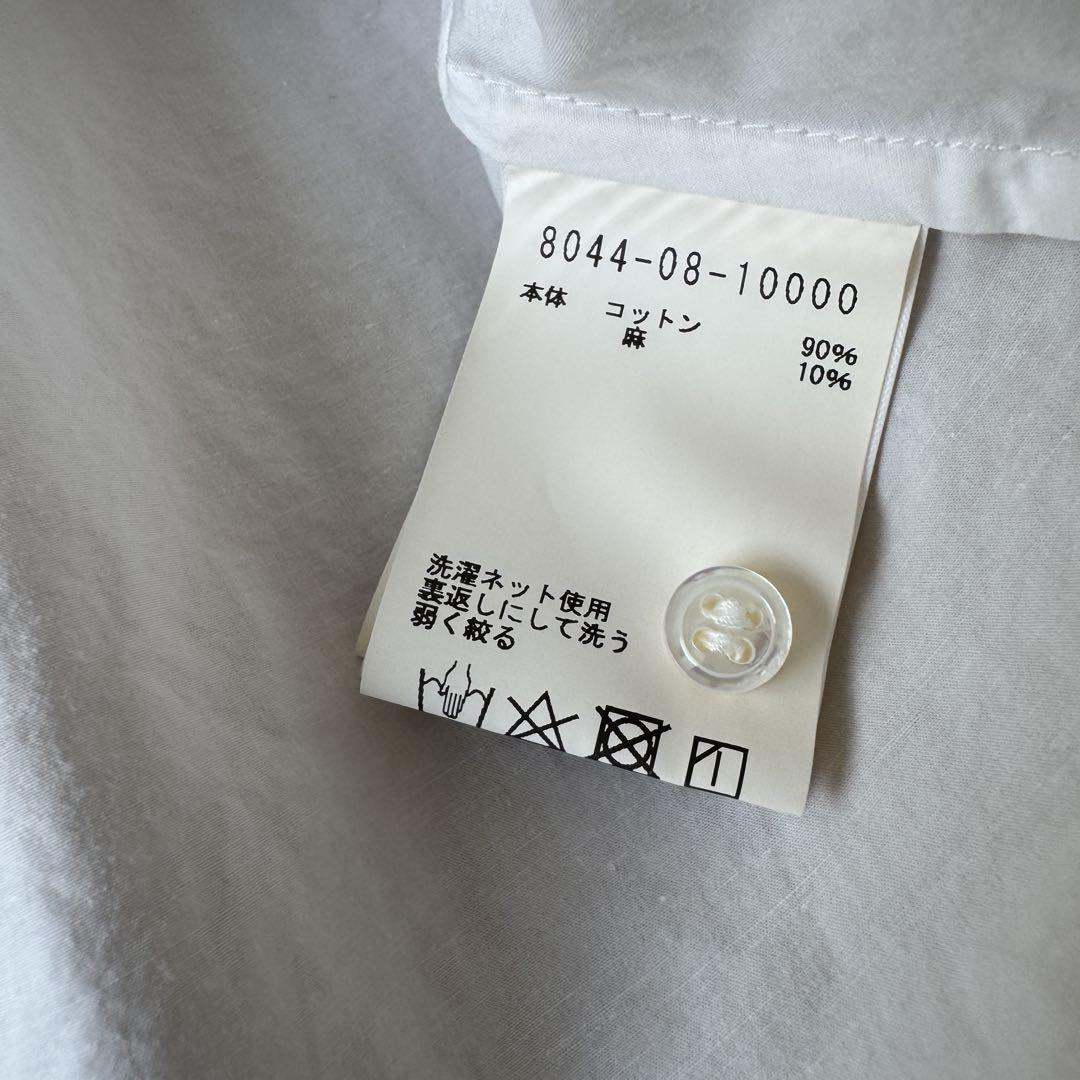 8044-08-10000
本体 コットン 90%
麻 10%
洗濯ネット使用
裏返しにして洗う
弱く絞る